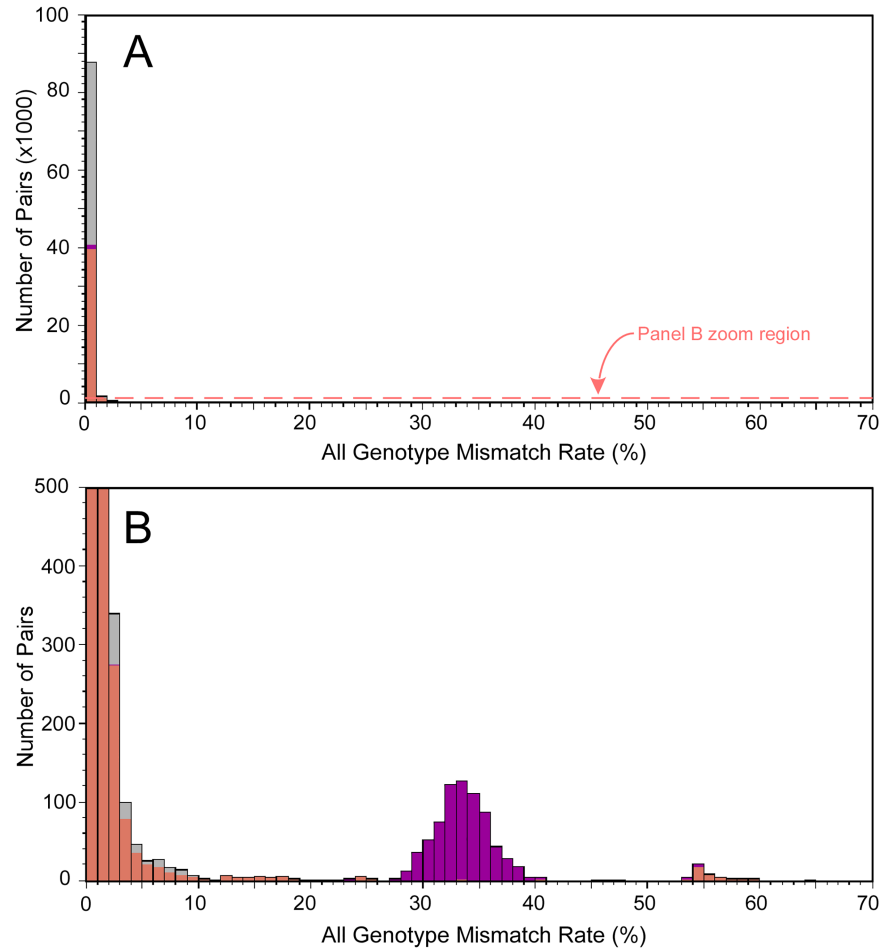 100
A
80
60
40
20
0
Number of Pairs (x1000)
Panel B zoom region
0 10 20 30 40 50 60 70
All Genotype Mismatch Rate (%)
500
B
400
300
200
100
0
Number of Pairs
0 10 20 30 40 50 60 70
All Genotype Mismatch Rate (%)